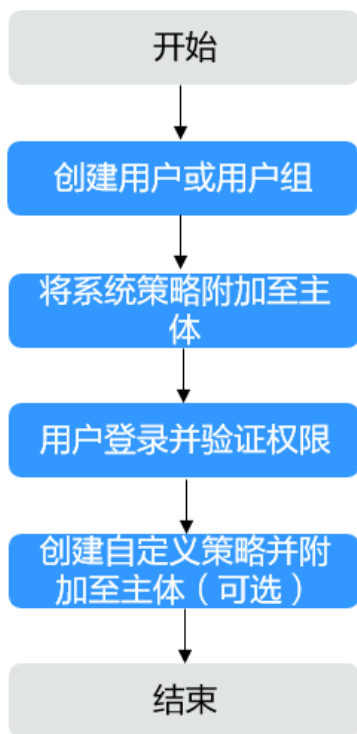 开始
创建用户或用户组
将系统策略附加至主
体
用户登录并验证权限
创建自定义策略并附
加至主体（可选）
结束